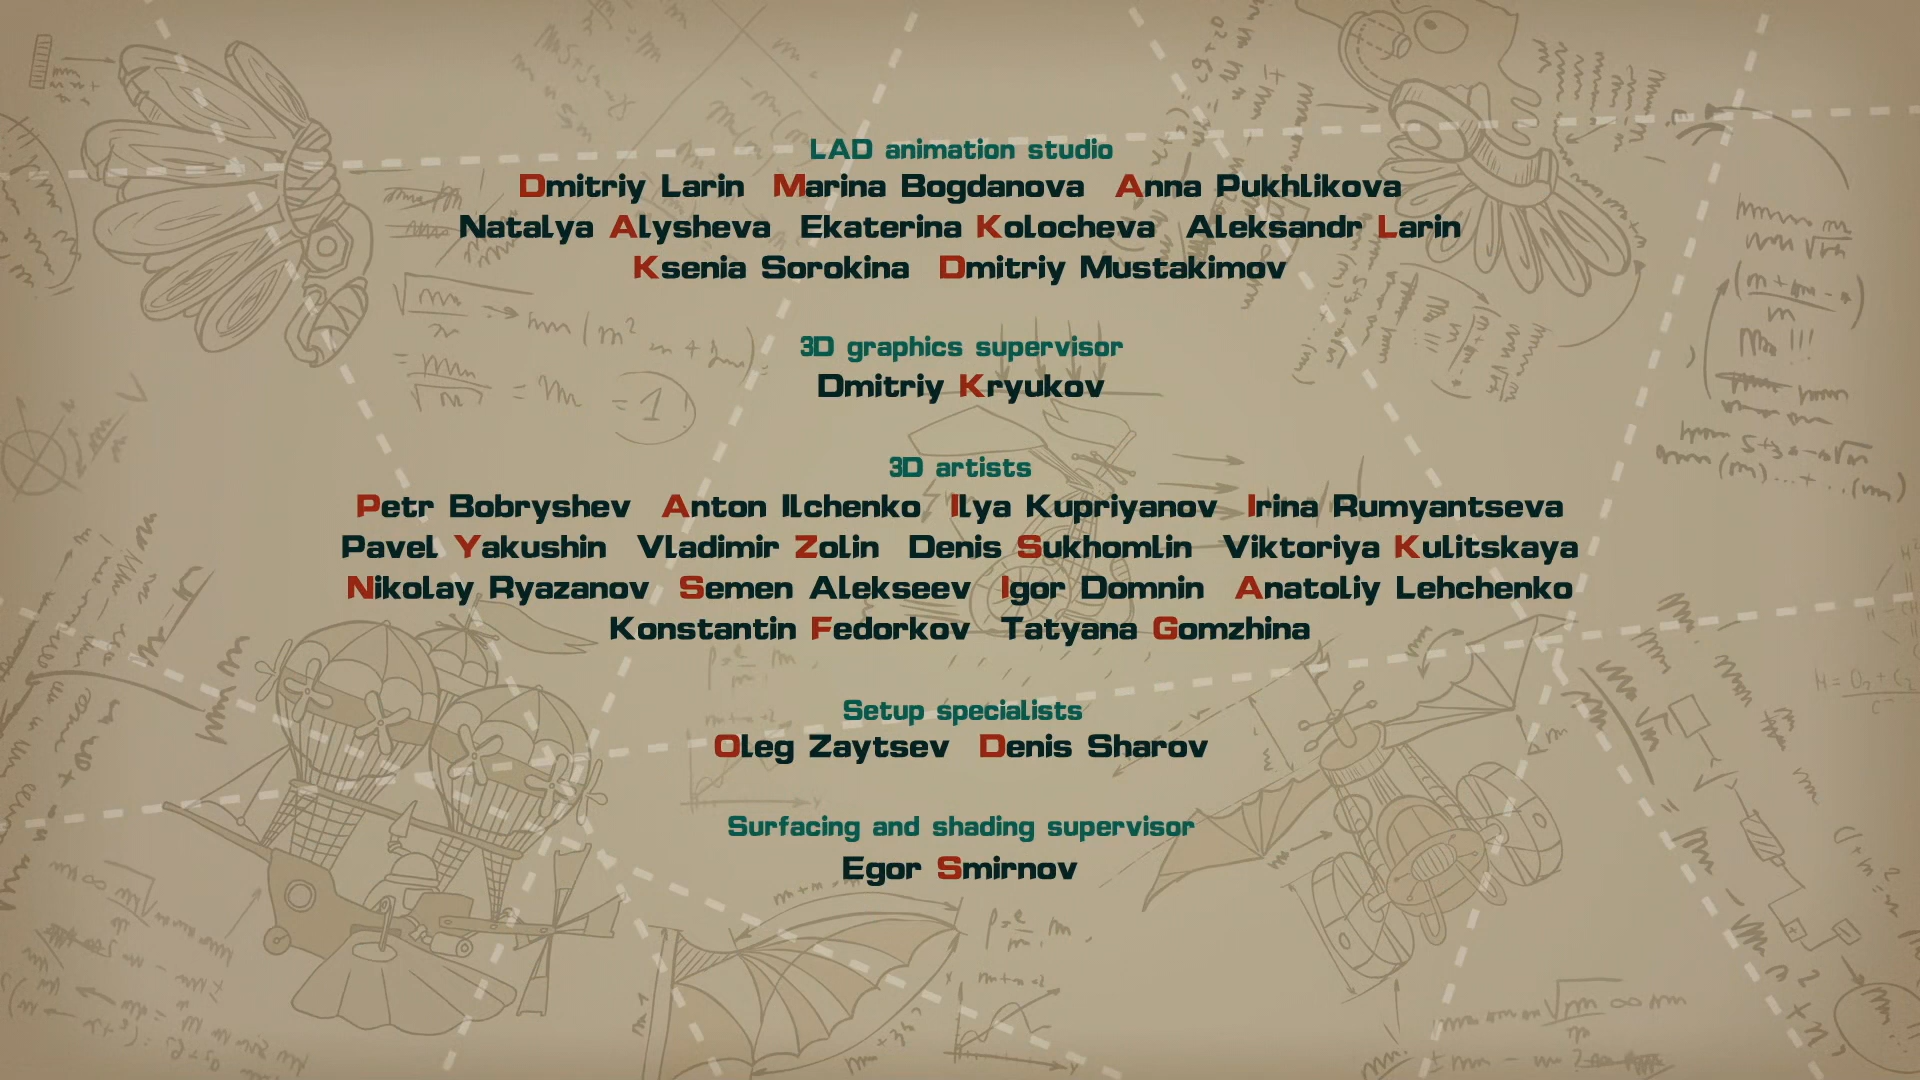 LAD animation studio
Dmitriy Larin Marina Bogdanova Anna Pukhlikova
Natalya Alysheva Ekaterina Kolocheva Aleksandr Larin
Ksenia Sorokina Dmitriy Mustakimov
3D graphics supervisor
Dmitriy Kryukov
3D artists
Petr Bobryshev Anton Ilchenko Ilya Kupriyanov Irina Rumyantseva
Pavel Yakushin Vladimir Zolin Denis Sukhomlin Viktoriya Kulitskaya
Nikolay Ryazanov Semen Alekseev Igor Domnin Anatoliy Lehchenko
Konstantin Fedorkov Tatyana Gomzhina
Setup specialists
Oleg Zaytsev Denis Sharov
Surfacing and shading supervisor
Egor Smirnov